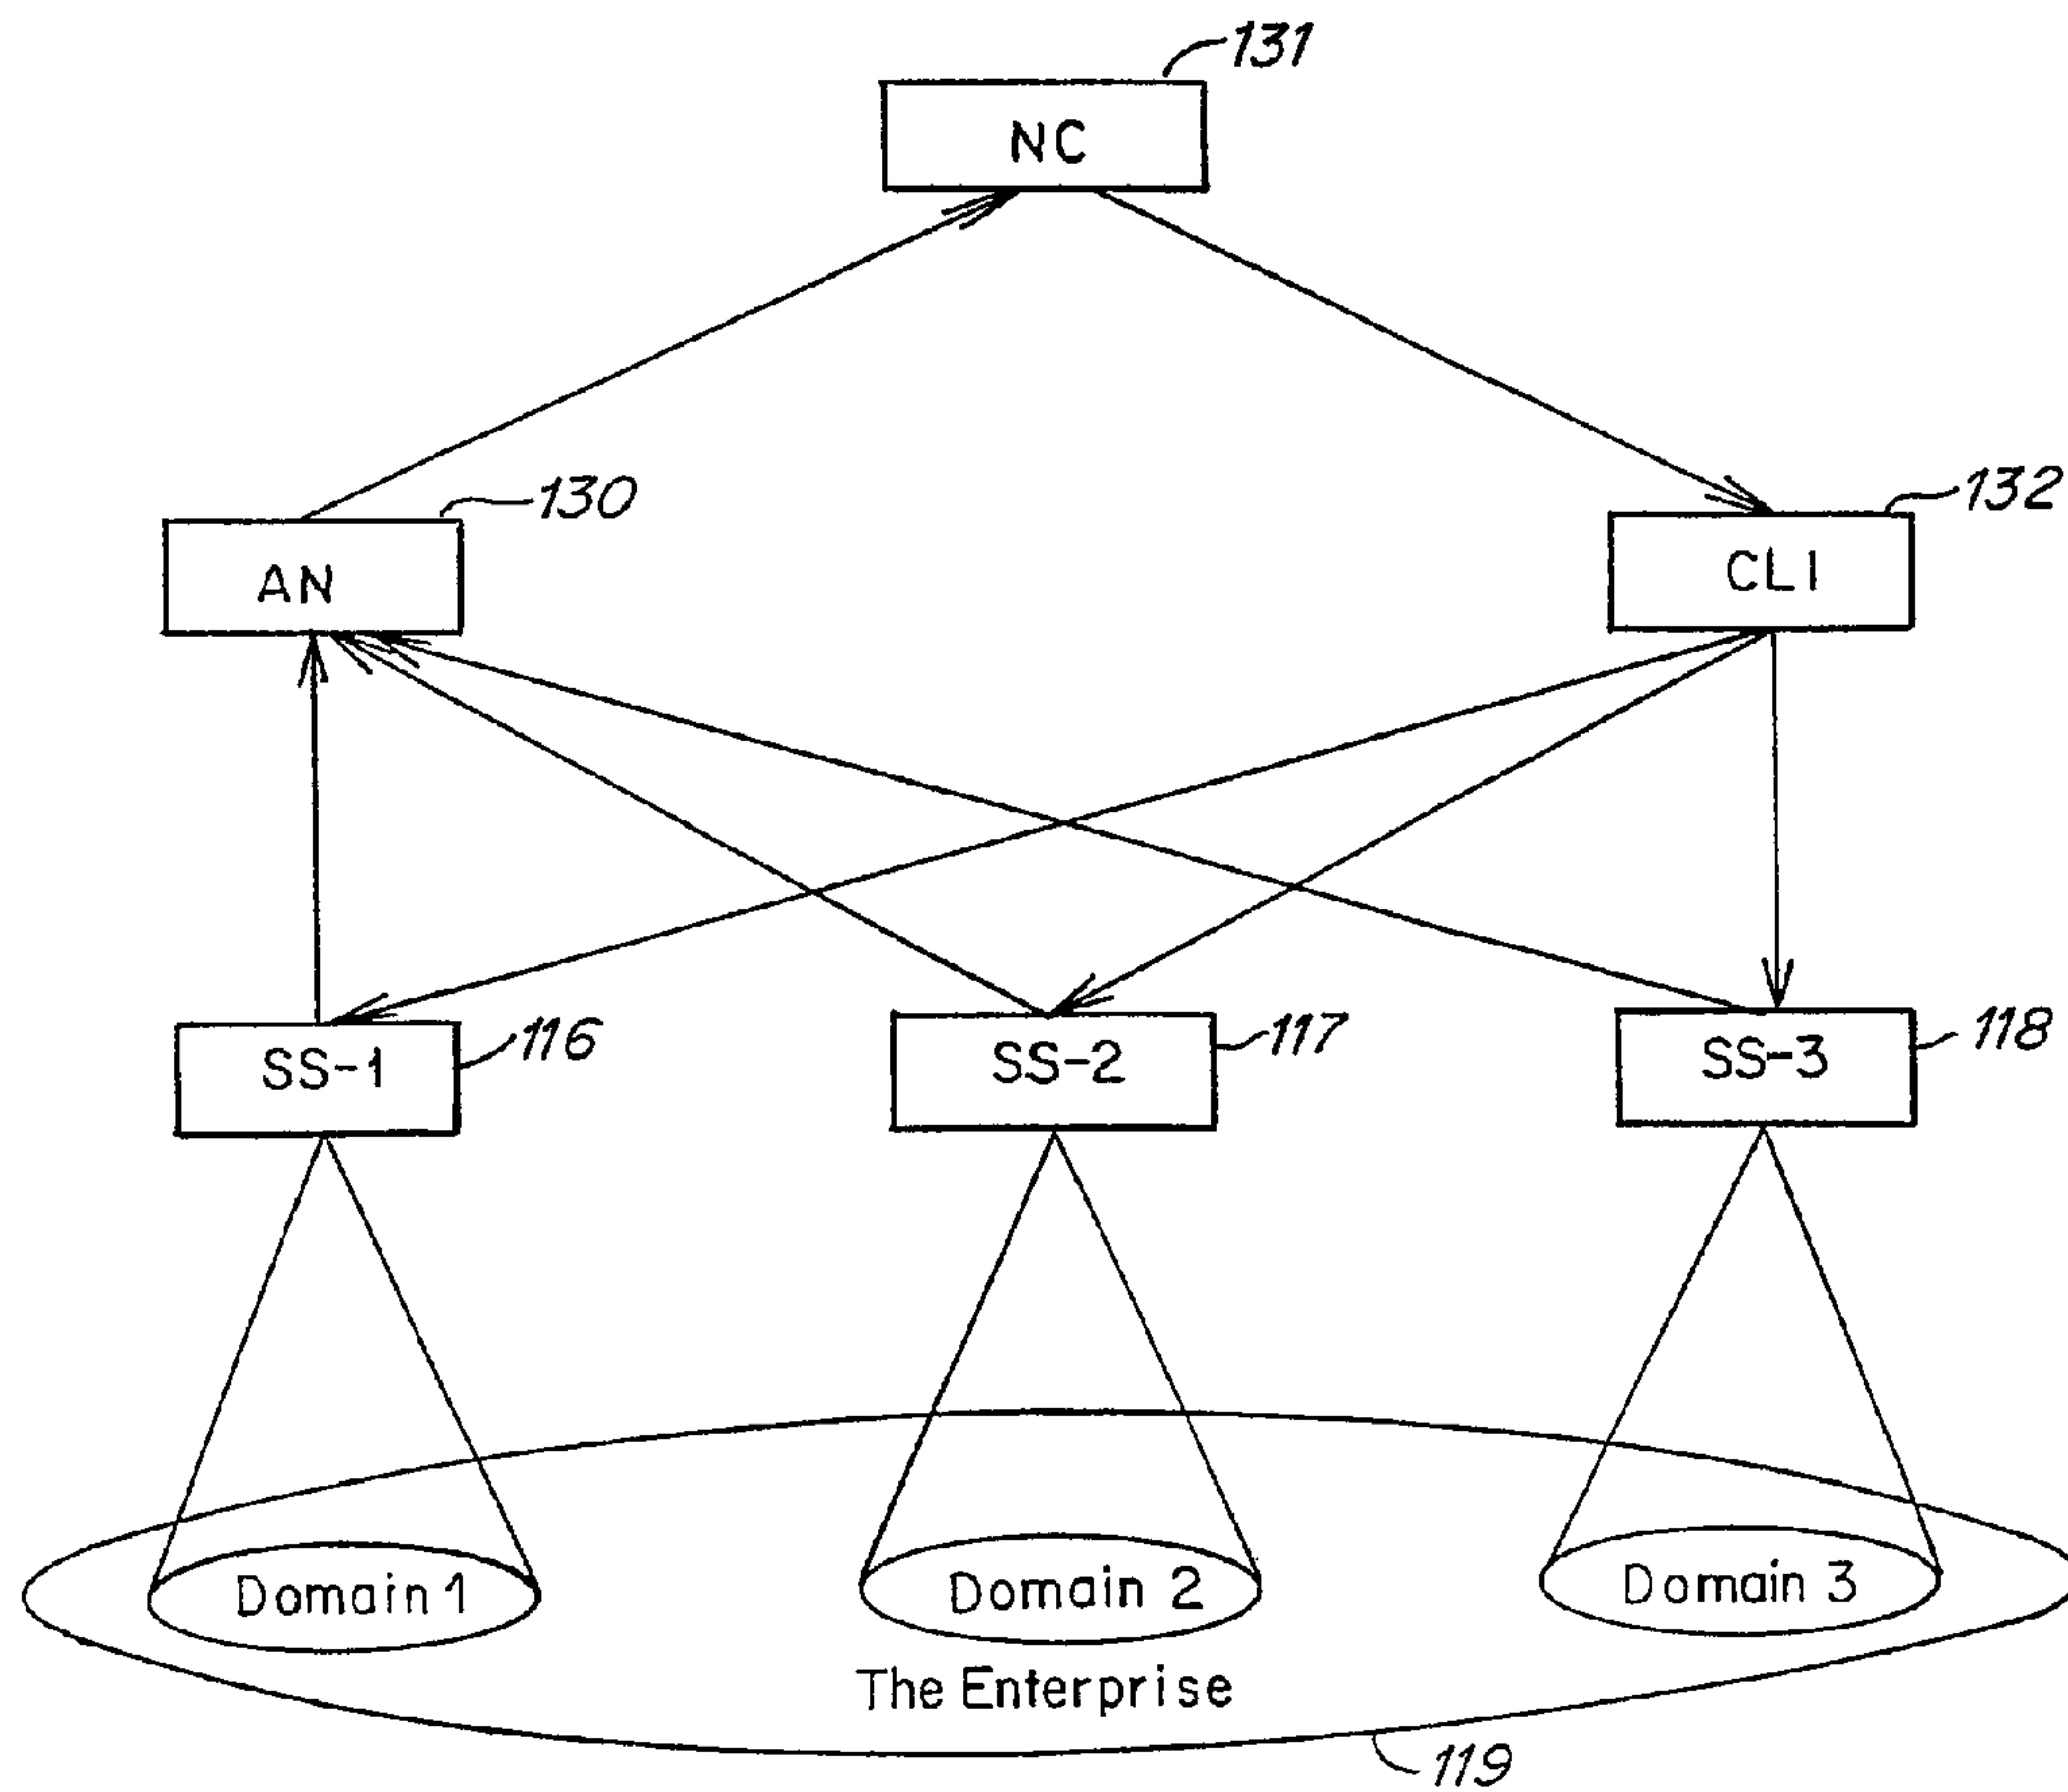 131
NC
130
132
AN
CLI
116
117
118
SS-1
SS-2
SS-3
Domain 1
Domain 2
Domain 3
The Enterprise
119